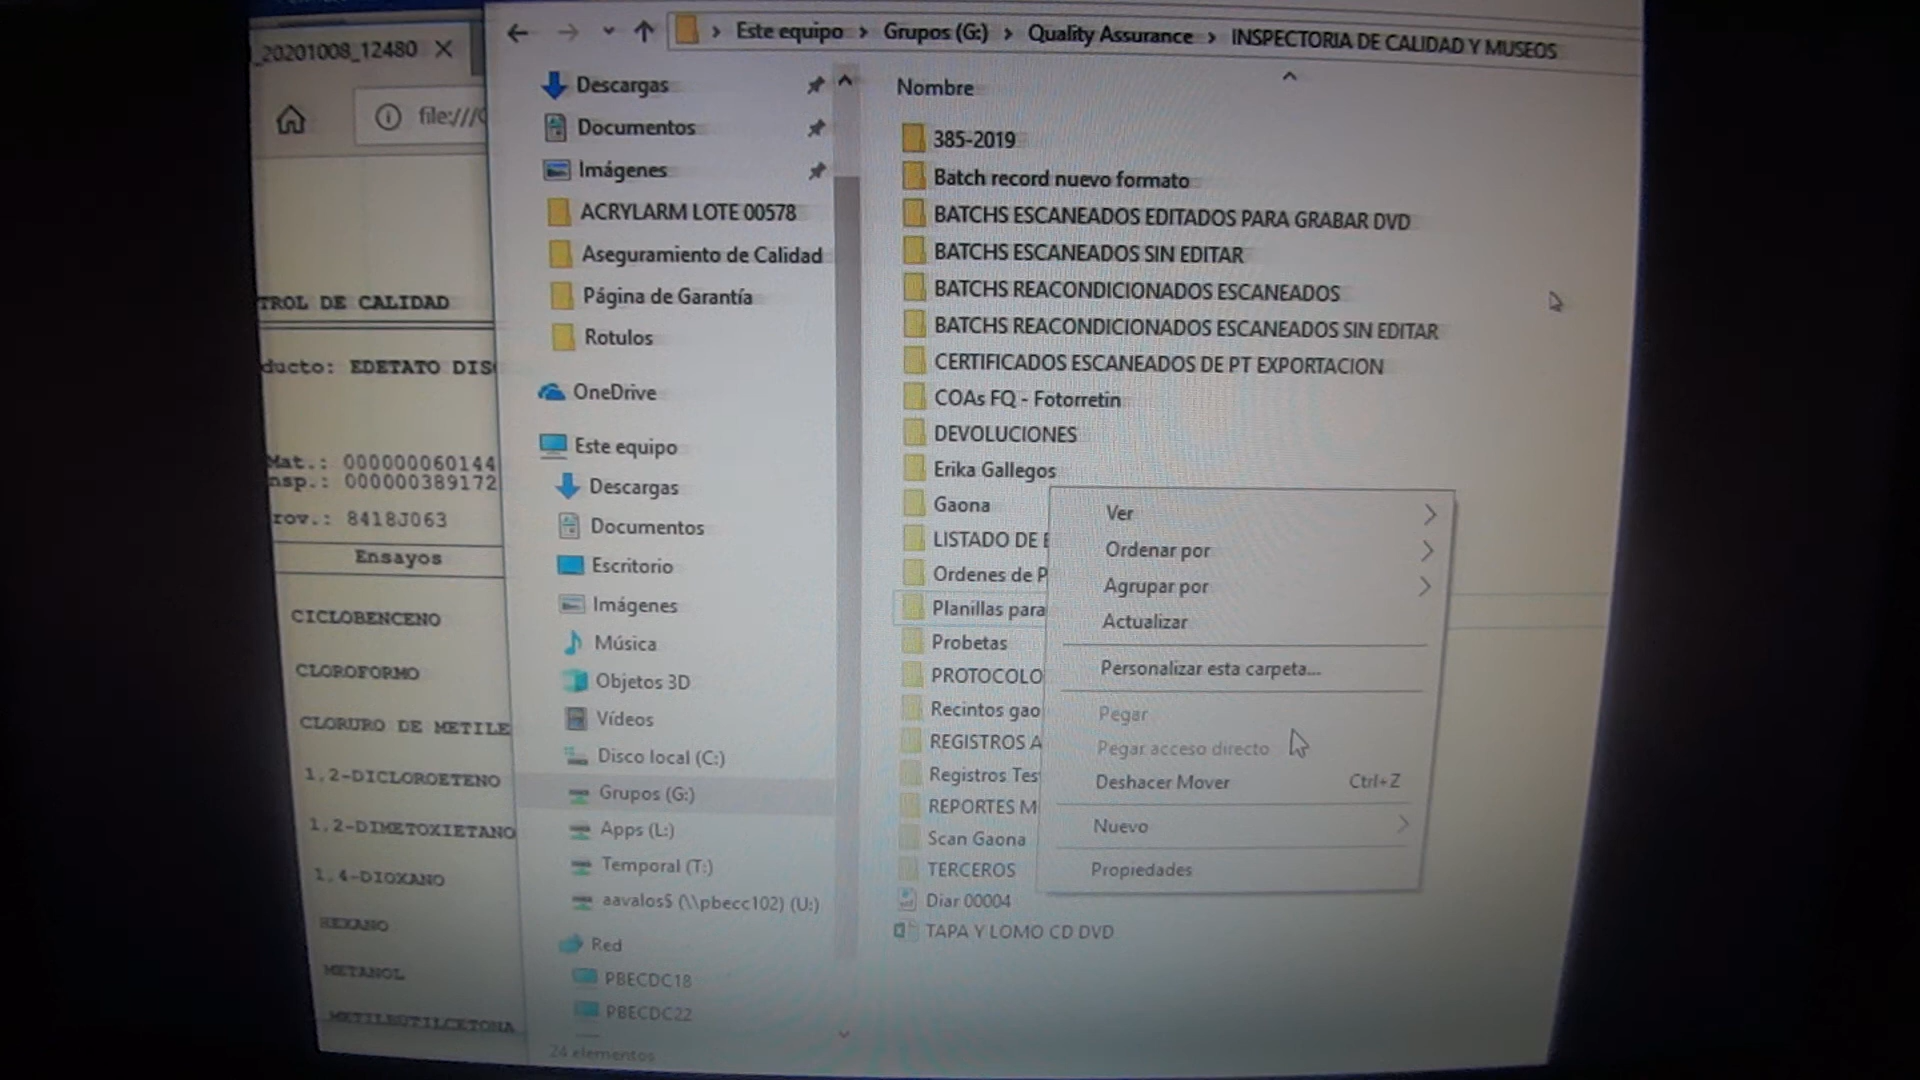 _20201008_12480
file:///
TROL DE CALIDAD
ducto: EDETATO DIS
Mat.: 000000060144
nsp.: 000000389172
rov.: 8418J063
Ensayos
CICLOBENCENO
CLOROFORMO
CLORURO DE METILE
1,2-DICLOROETENO
1,2-DIMETOXIETANO
1,4-DIOXANO
HEXANO
METANOL
METILBUTILCETONA
Este equipo > Grupos (G:) > Quality Assurance > INSPECTORIA DE CALIDAD Y MUSEOS
Descargas
Documentos
Imágenes
ACRYLARM LOTE 00578
Aseguramiento de Calidad
Página de Garantía
Rotulos
OneDrive
Este equipo
Descargas
Documentos
Escritorio
Imágenes
Música
Objetos 3D
Vídeos
Disco local (C:)
Grupos (G:)
Apps (L:)
Temporal (T:)
aavalos$ (\\pbecc102) (U:)
Red
PBECDC18
PBECDC22
24 elementos
Nombre
385-2019
Batch record nuevo formato
BATCHS ESCANEADOS EDITADOS PARA GRABAR DVD
BATCHS ESCANEADOS SIN EDITAR
BATCHS REACONDICIONADOS ESCANEADOS
BATCHS REACONDICIONADOS ESCANEADOS SIN EDITAR
CERTIFICADOS ESCANEADOS DE PT EXPORTACION
COAs FQ - Fotorretin
DEVOLUCIONES
Erika Gallegos
Gaona
LISTADO DE
Ordenes de P
Planillas para
Probetas
PROTOCOLO
Recintos gao
REGISTROS A
Registros Tes
REPORTES M
Scan Gaona
TERCEROS
Diar 00004
TAPA Y LOMO CD DVD
Ver
Ordenar por
Agrupar por
Actualizar
Personalizar esta carpeta...
Pegar
Pegar acceso directo
Deshacer Mover Ctrl+Z
Nuevo
Propiedades